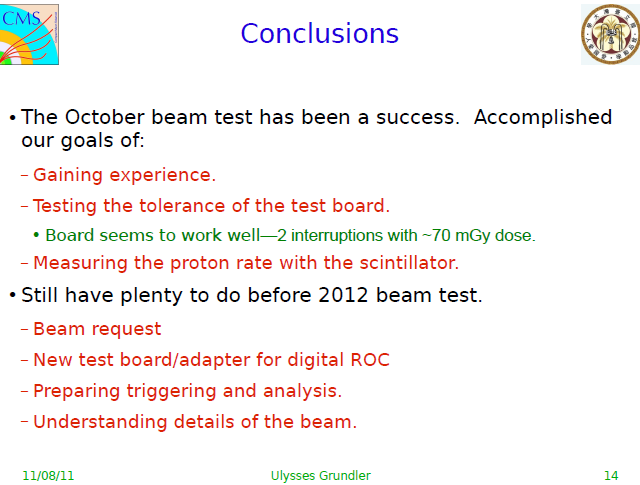 CMS
Conclusions
• The October beam test has been a success.  Accomplished
our goals of:
– Gaining experience.
– Testing the tolerance of the test board.
• Board seems to work well—2 interruptions with ~70 mGy dose.
– Measuring the proton rate with the scintillator.
• Still have plenty to do before 2012 beam test.
– Beam request
– New test board/adapter for digital ROC
– Preparing triggering and analysis.
– Understanding details of the beam.
11/08/11 Ulysses Grundler 14